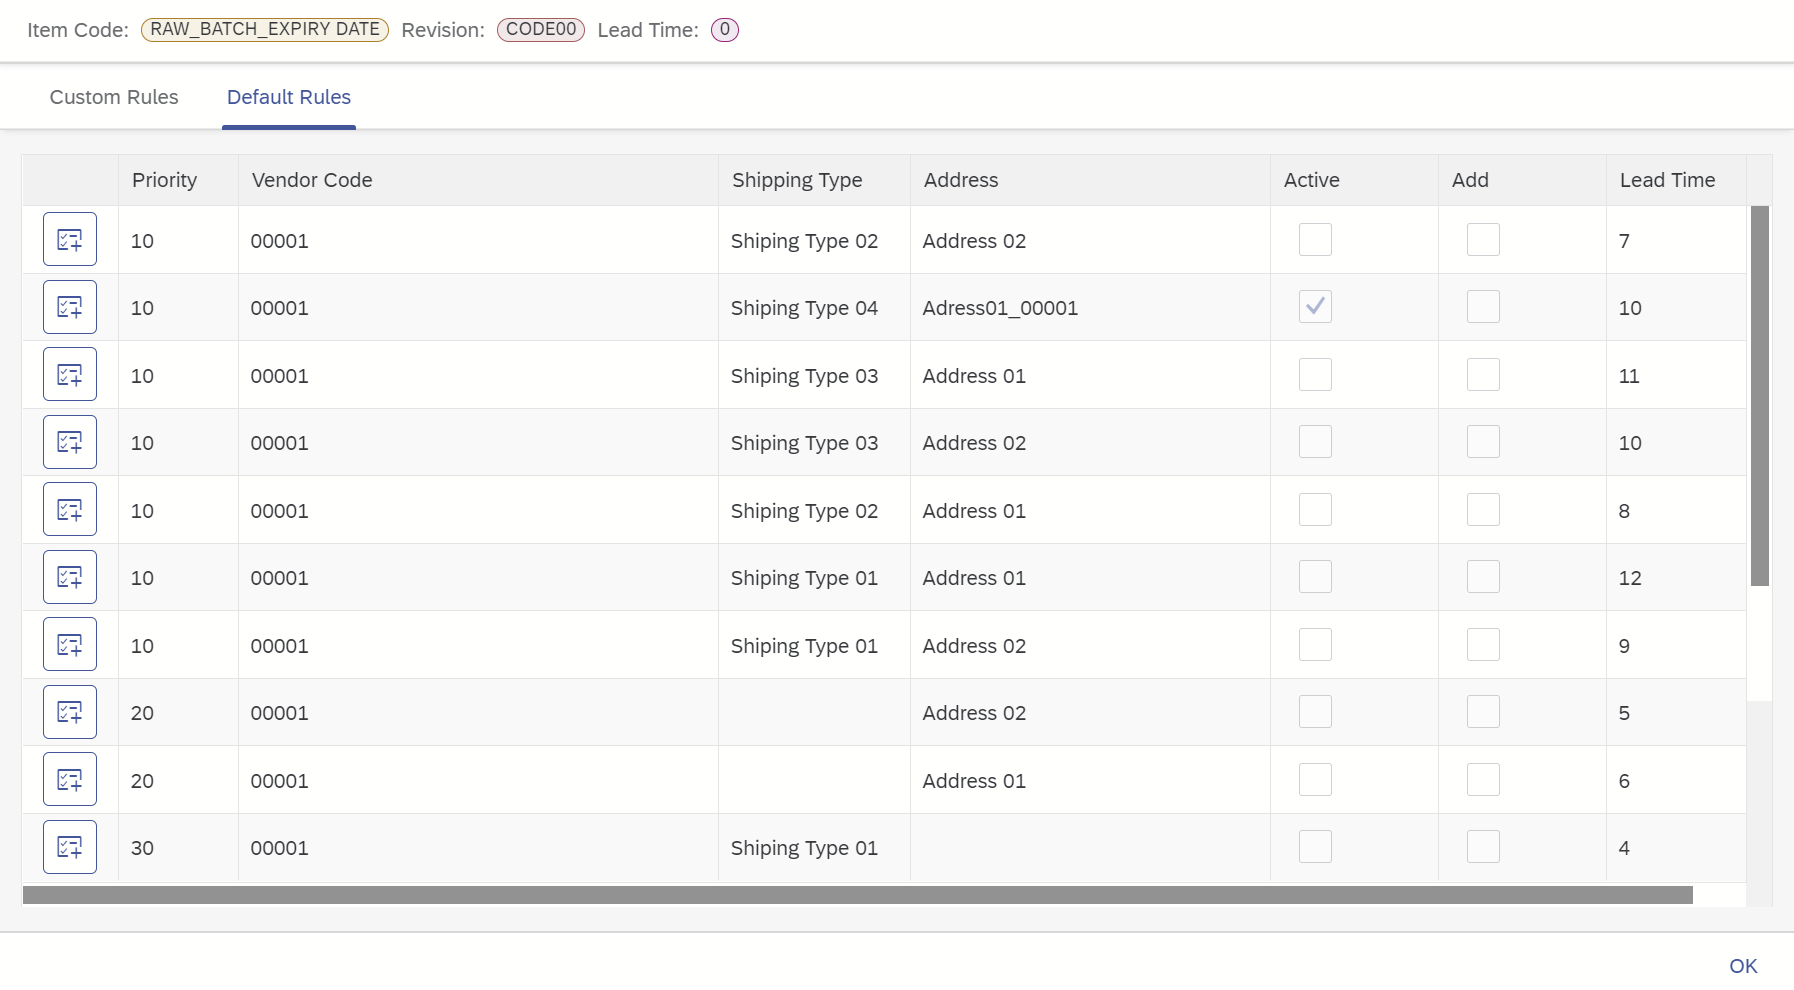 Item Code: RAW_BATCH_EXPIRY DATE Revision: CODE00 Lead Time: 0
Custom Rules Default Rules
Priority Vendor Code Shipping Type Address Active Add Lead Time
10 00001 Shiping Type 02 Address 02 7
10 00001 Shiping Type 04 Adress01_00001 10
10 00001 Shiping Type 03 Address 01 11
10 00001 Shiping Type 03 Address 02 10
10 00001 Shiping Type 02 Address 01 8
10 00001 Shiping Type 01 Address 01 12
10 00001 Shiping Type 01 Address 02 9
20 00001 Address 02 5
20 00001 Address 01 6
30 00001 Shiping Type 01 4
OK